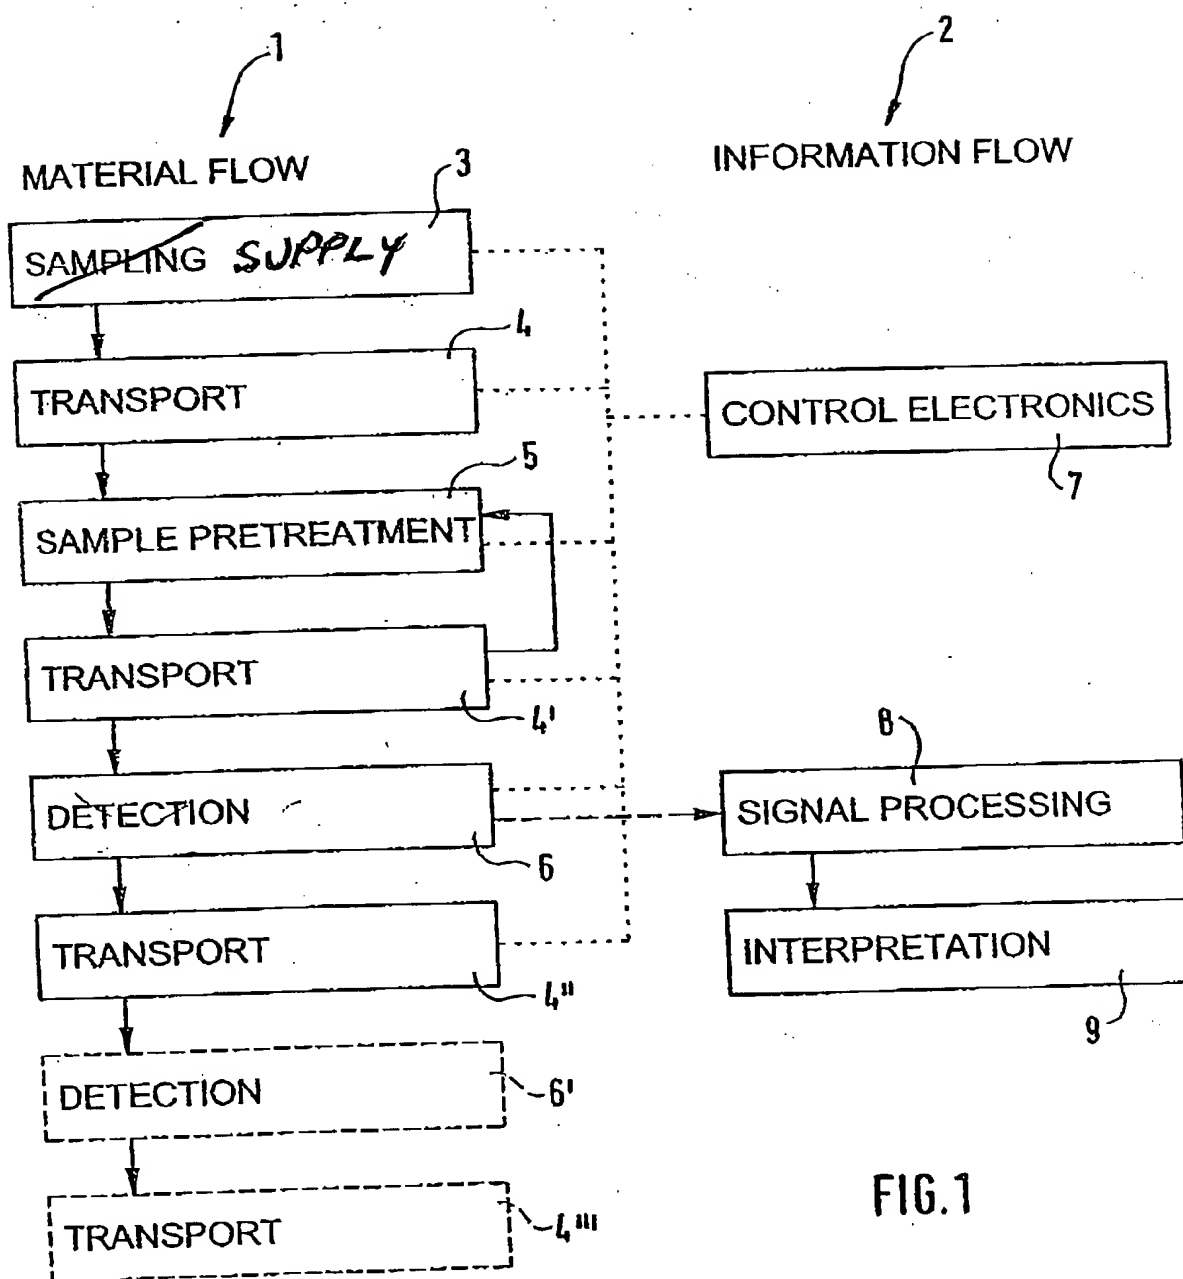 1
2
MATERIAL FLOW
INFORMATION FLOW
3
SAMPLING SUPPLY
4
TRANSPORT
CONTROL ELECTRONICS
7
5
SAMPLE PRETREATMENT
TRANSPORT
4'
8
DETECTION
SIGNAL PROCESSING
6
TRANSPORT
INTERPRETATION
4"
9
DETECTION
6'
FIG.1
TRANSPORT
4'''